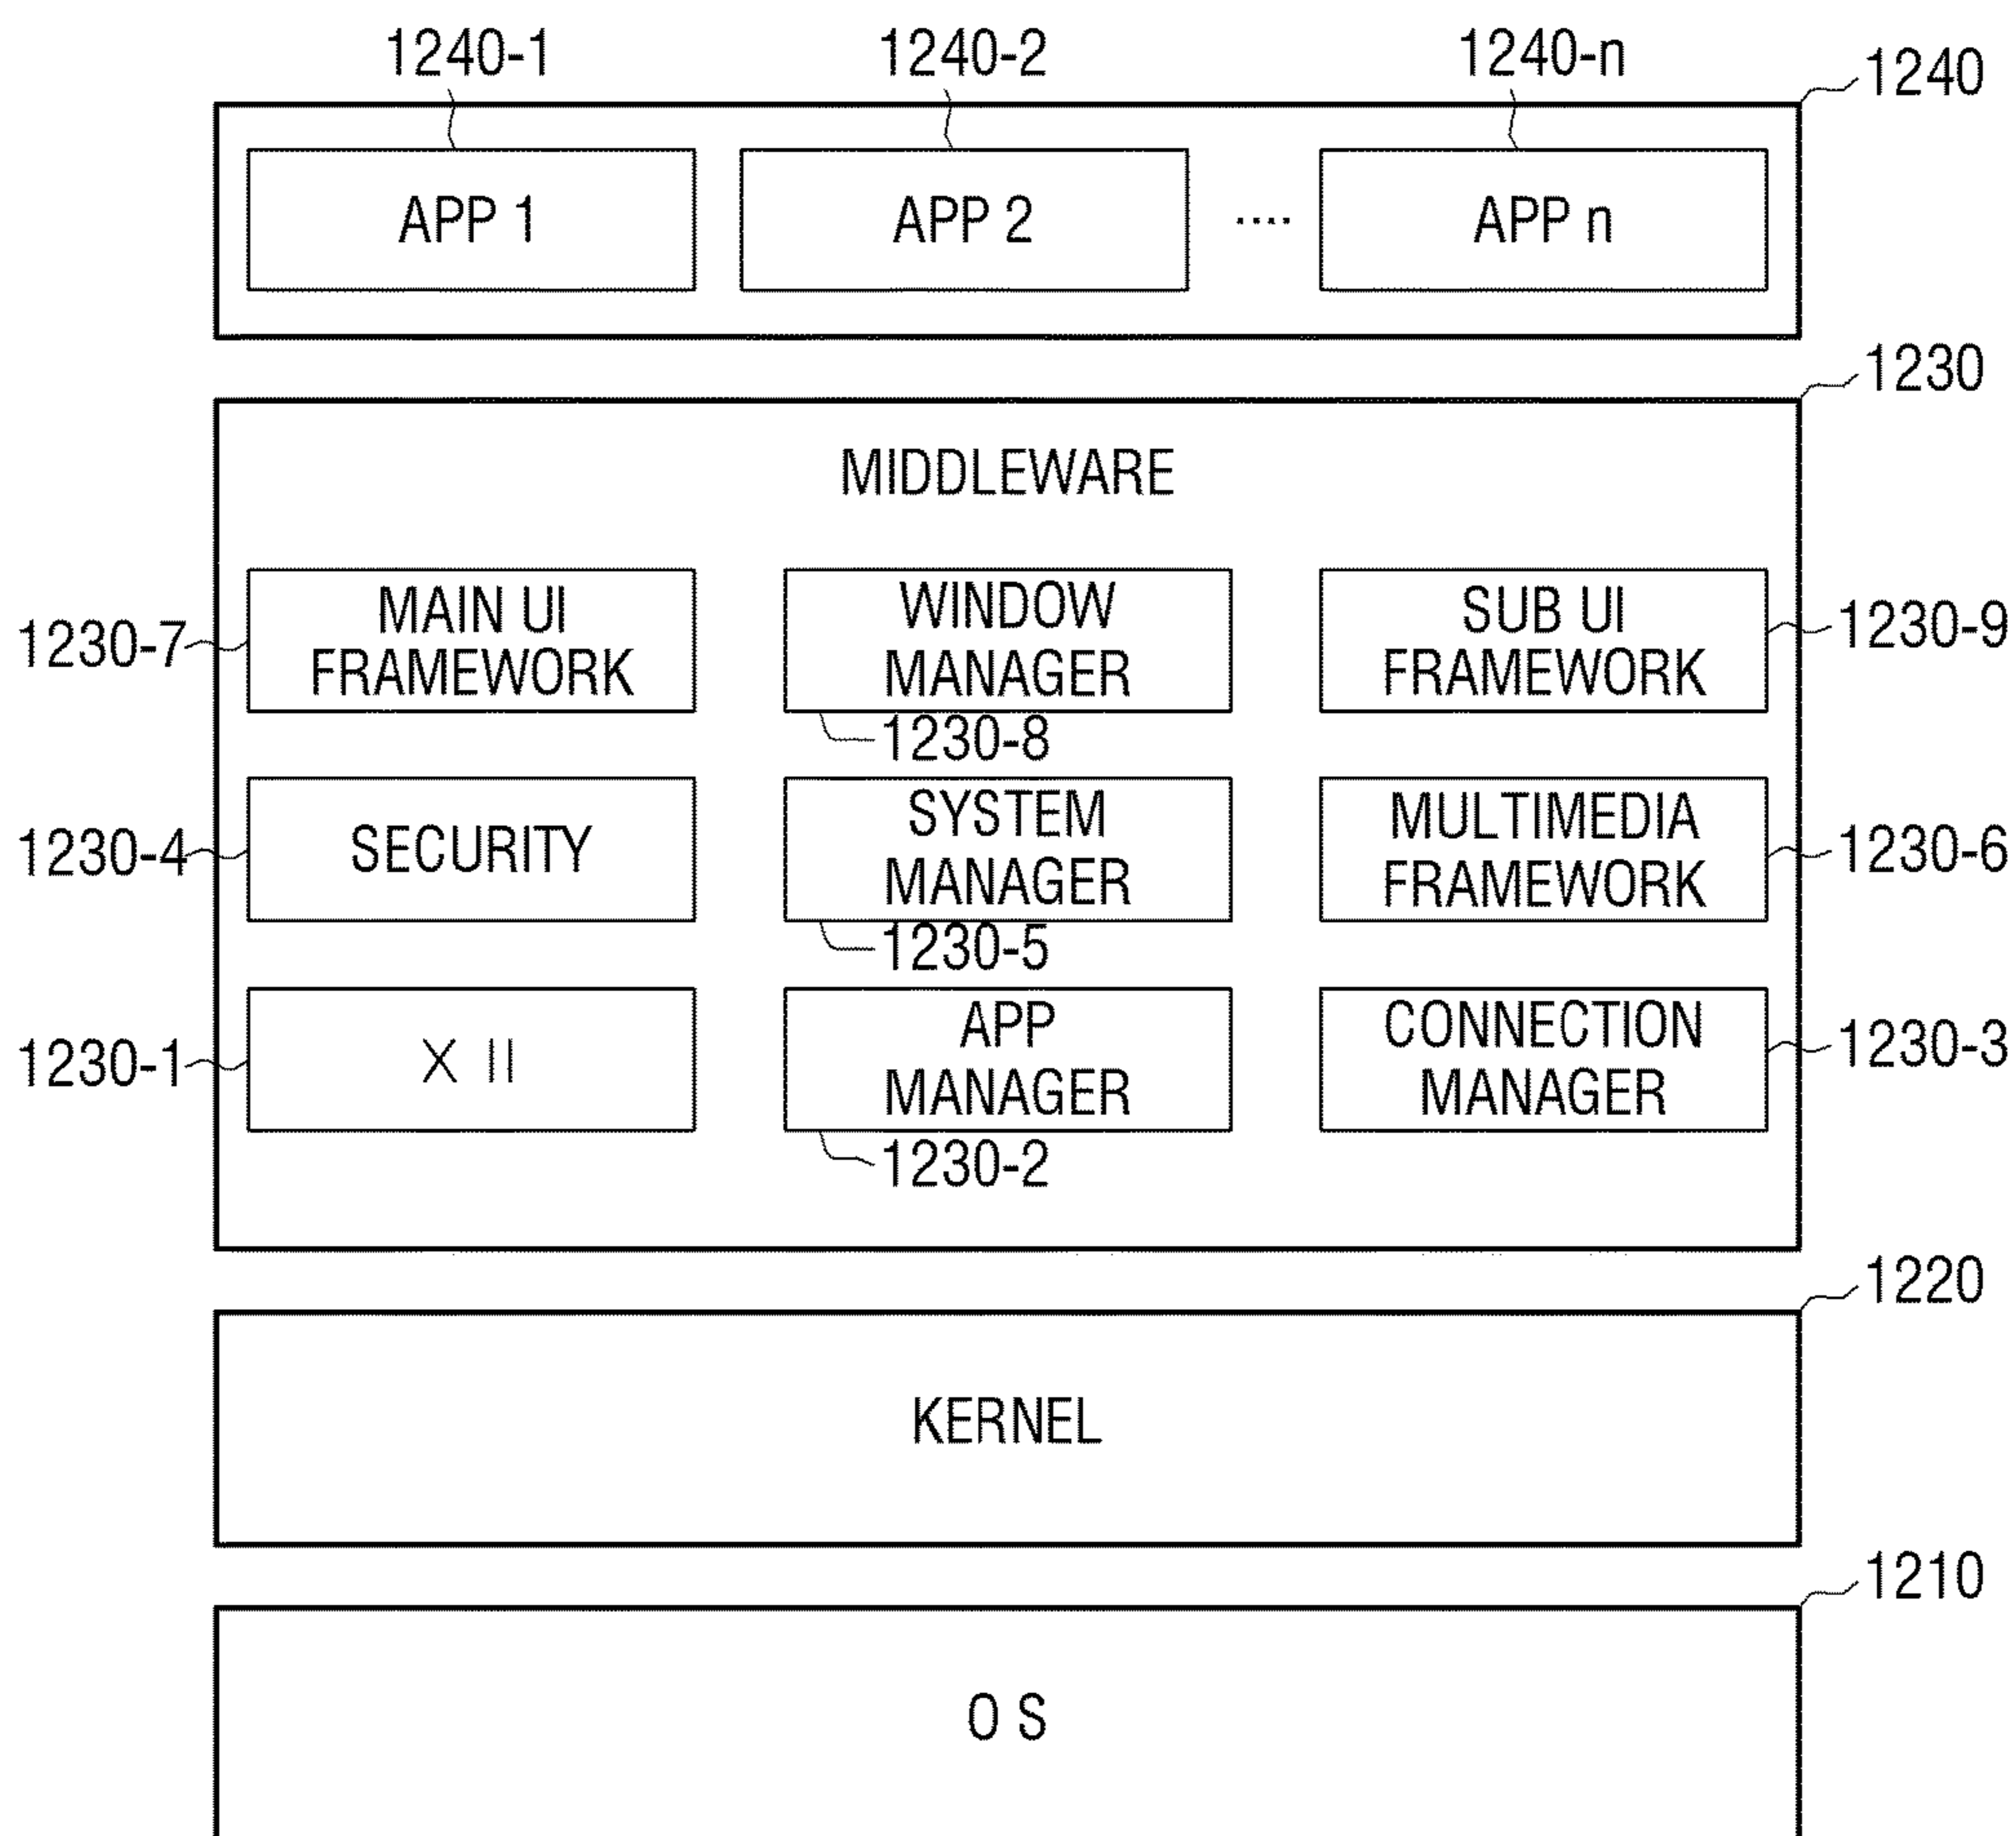 1240-1 1240-2 1240-n 1240
APP 1 APP 2 .... APP n
1230
MIDDLEWARE
1230-7 MAIN UI FRAMEWORK
WINDOW MANAGER
1230-8
SUB UI FRAMEWORK 1230-9
1230-4 SECURITY
SYSTEM MANAGER
1230-5
MULTIMEDIA FRAMEWORK 1230-6
1230-1 X II
APP MANAGER
1230-2
CONNECTION MANAGER 1230-3
1220
KERNEL
1210
O S